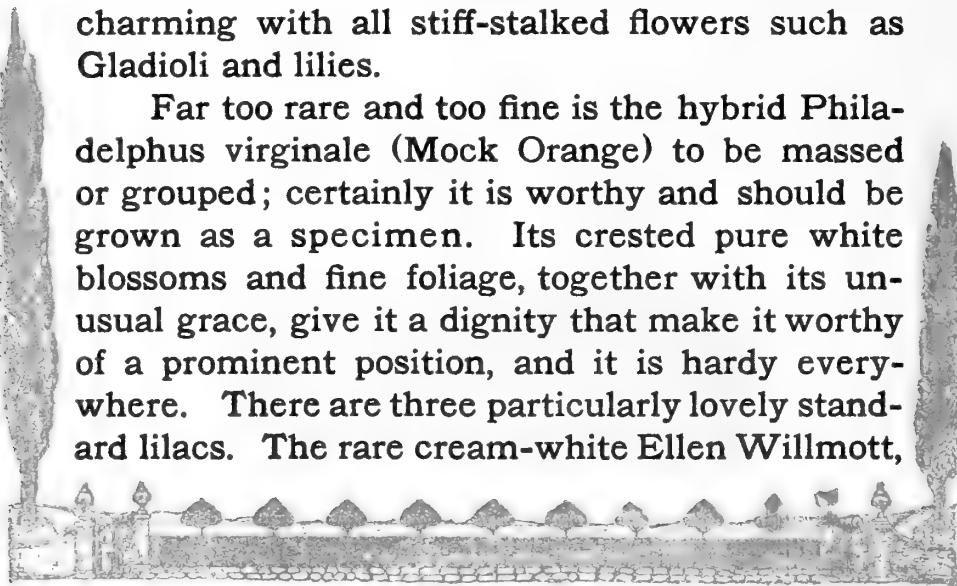 charming with all stiff-stalked flowers such as
Gladioli and lilies.
Far too rare and too fine is the hybrid Phila-
delphus virginale (Mock Orange) to be massed
or grouped; certainly it is worthy and should be
grown as a specimen. Its crested pure white
blossoms and fine foliage, together with its un-
usual grace, give it a dignity that make it worthy
of a prominent position, and it is hardy every-
where. There are three particularly lovely stand-
ard lilacs. The rare cream-white Ellen Willmott,